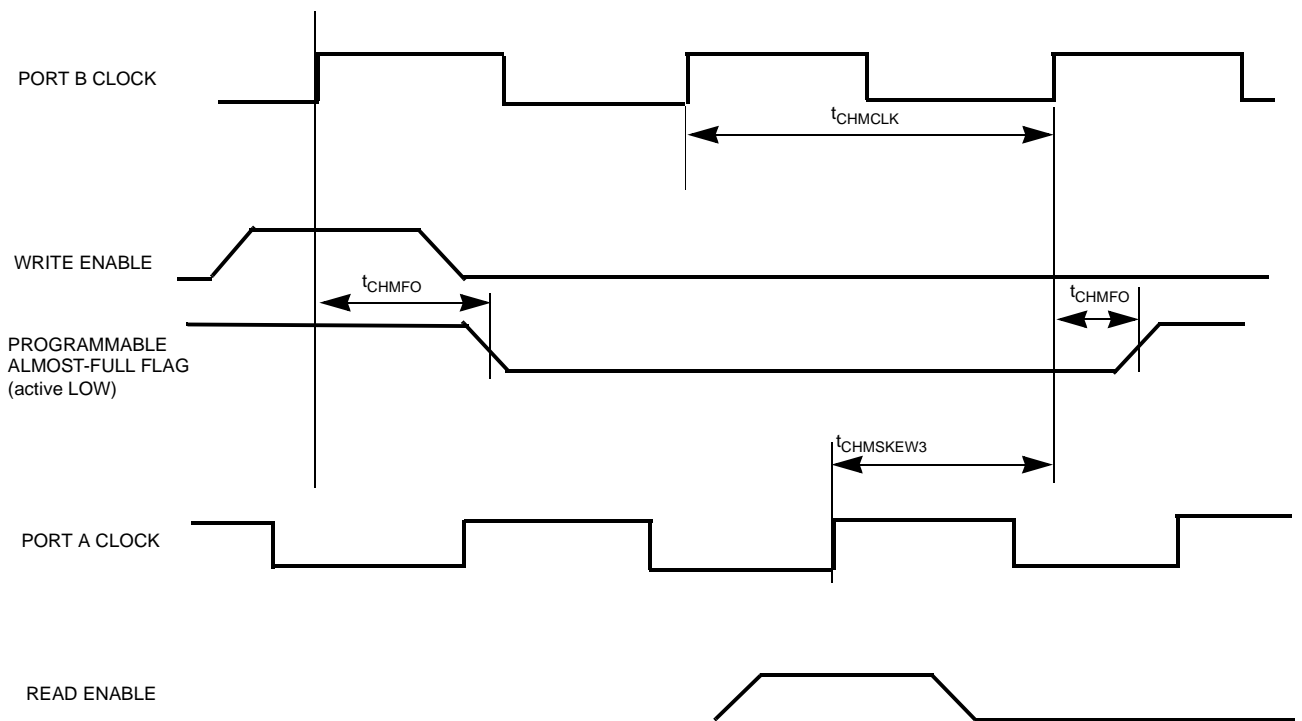 PORT B CLOCK
tCHMCLK
WRITE ENABLE
tCHMFO
tCHMFO
PROGRAMMABLE
ALMOST-FULL FLAG
(active LOW)
tCHMSKEW3
PORT A CLOCK
READ ENABLE